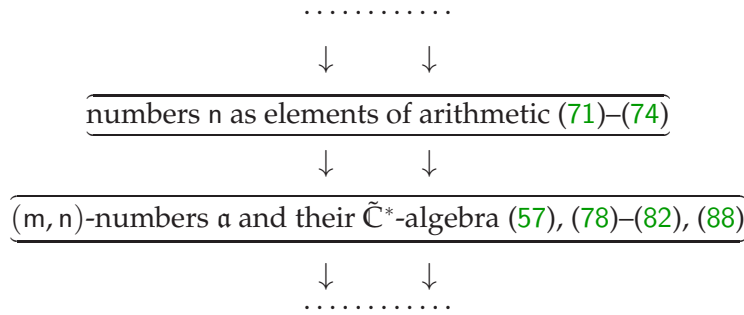 ............
↓ ↓
numbers n as elements of arithmetic (71)–(74)
↓ ↓
(m, n)-numbers 𝔞 and their ℂ̃*-algebra (57), (78)–(82), (88)
↓ ↓
............